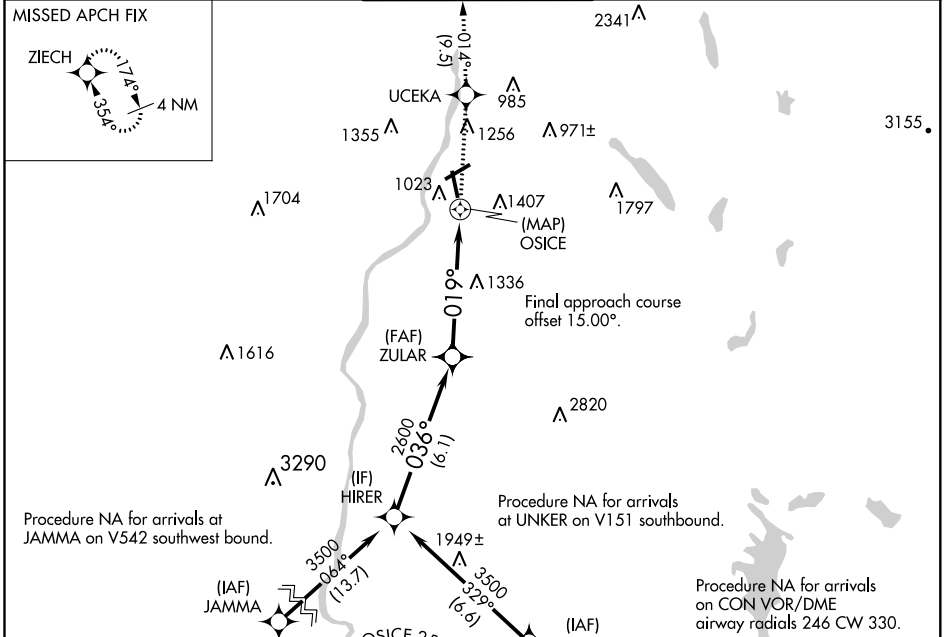 MISSED APCH FIX
ZIECH
174°
354°
4 NM
014°
(9.5)
2341
UCEKA
985
1355
1256
971±
3155
1023
1704
1407
1797
(MAP)
OSICE
016°
1336
Final approach course
offset 15.00°.
(FAF)
ZULAR
1616
2820
2600
036°
(6.1)
3290
(IF)
HIRER
Procedure NA for arrivals
at UNKER on V151 southbound.
Procedure NA for arrivals at
JAMMA on V542 southwest bound.
1949±
3500
064°
(13.7)
3500
329°
(6.6)
(IAF)
JAMMA
(IAF)
Procedure NA for arrivals
on CON VOR/DME
airway radials 246 CW 330.